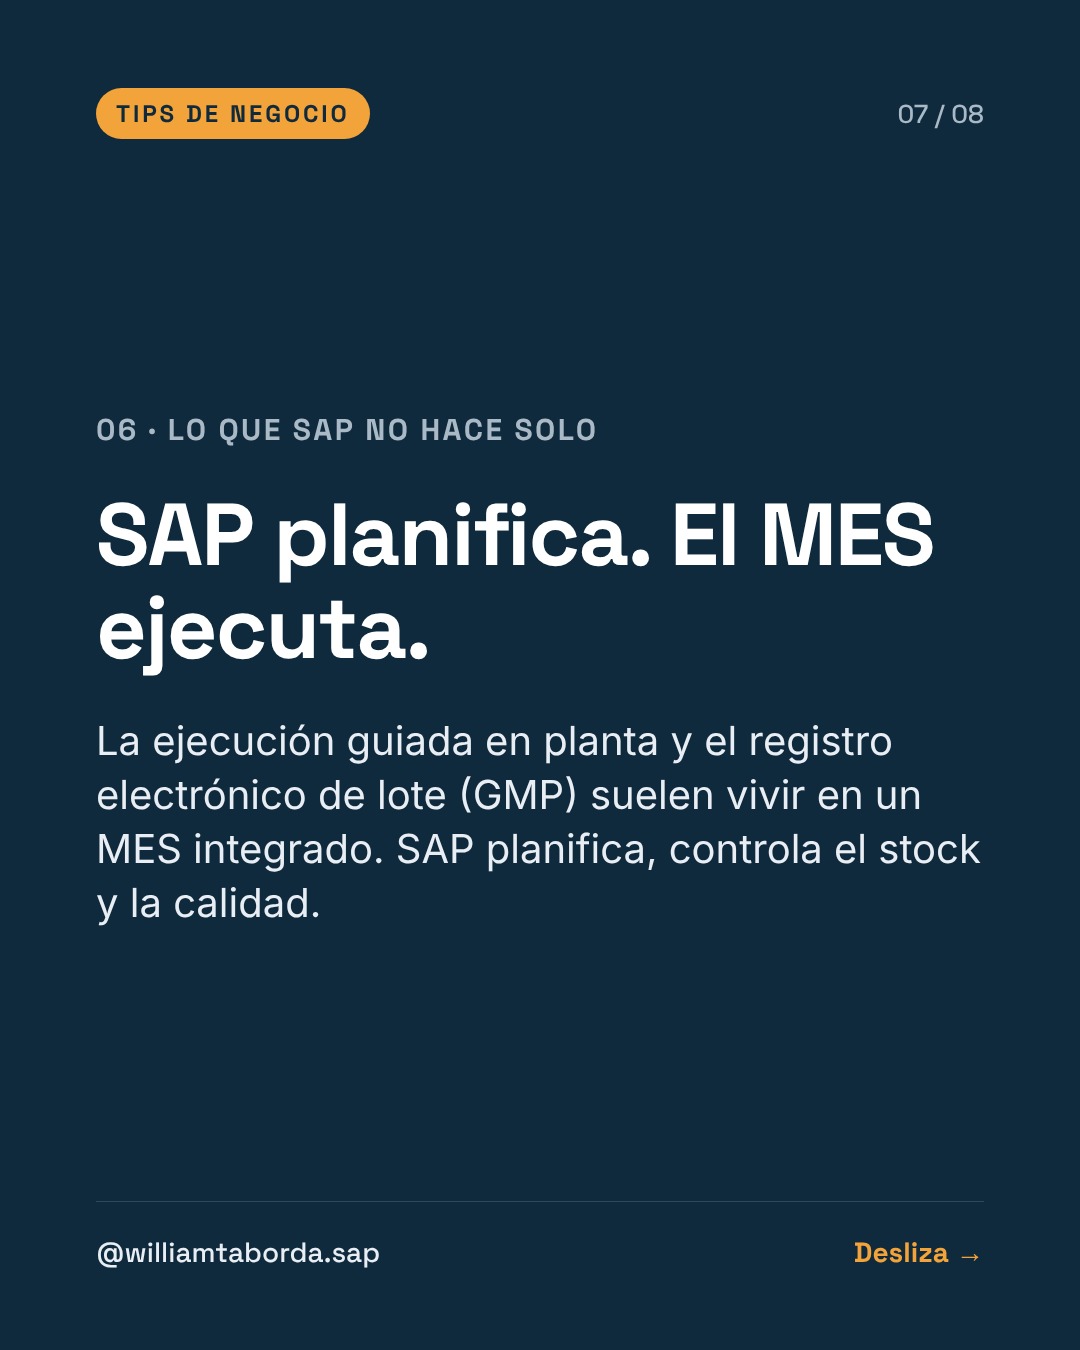 TIPS DE NEGOCIO
07 / 08
06 · LO QUE SAP NO HACE SOLO
SAP planifica. El MES
ejecuta.
La ejecución guiada en planta y el registro
electrónico de lote (GMP) suelen vivir en un
MES integrado. SAP planifica, controla el stock
y la calidad.
@williamtaborda.sap
Desliza →